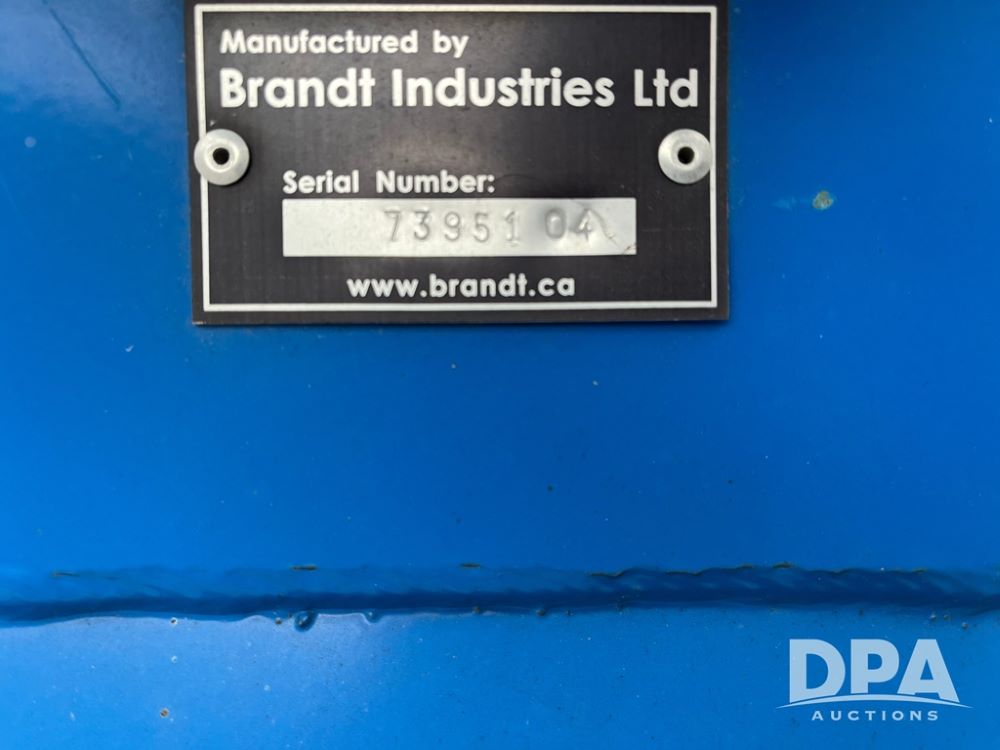 Manufactured by
Brandt Industries Ltd
Serial Number:
73951 04
www.brandt.ca
DPA
AUCTIONS